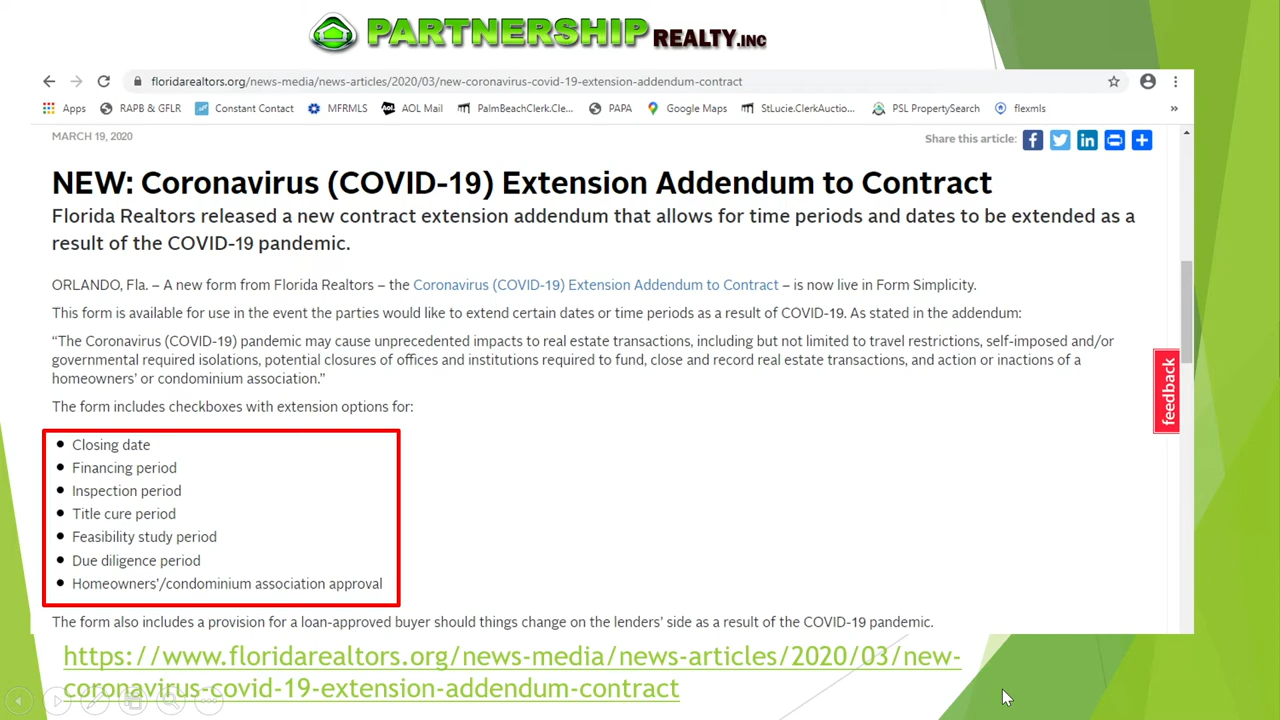 PARTNERSHIP REALTY.INC
floridarealtors.org/news-media/news-articles/2020/03/new-coronavirus-covid-19-extension-addendum-contract
Apps RAPB & GFLR Constant Contact MFRMLS AOL Mail PalmBeachClerk.Cle... PAPA Google Maps StLucie.ClerkAuctio... PSL PropertySearch flexmls »
MARCH 19, 2020
Share this article:
NEW: Coronavirus (COVID-19) Extension Addendum to Contract
Florida Realtors released a new contract extension addendum that allows for time periods and dates to be extended as a
result of the COVID-19 pandemic.
ORLANDO, Fla. – A new form from Florida Realtors – the Coronavirus (COVID-19) Extension Addendum to Contract – is now live in Form Simplicity.
This form is available for use in the event the parties would like to extend certain dates or time periods as a result of COVID-19. As stated in the addendum:
“The Coronavirus (COVID-19) pandemic may cause unprecedented impacts to real estate transactions, including but not limited to travel restrictions, self-imposed and/or
governmental required isolations, potential closures of offices and institutions required to fund, close and record real estate transactions, and action or inactions of a
homeowners’ or condominium association.”
feedback
The form includes checkboxes with extension options for:
• Closing date
• Financing period
• Inspection period
• Title cure period
• Feasibility study period
• Due diligence period
• Homeowners’/condominium association approval
The form also includes a provision for a loan-approved buyer should things change on the lenders’ side as a result of the COVID-19 pandemic.
https://www.floridarealtors.org/news-media/news-articles/2020/03/new-
coronavirus-covid-19-extension-addendum-contract